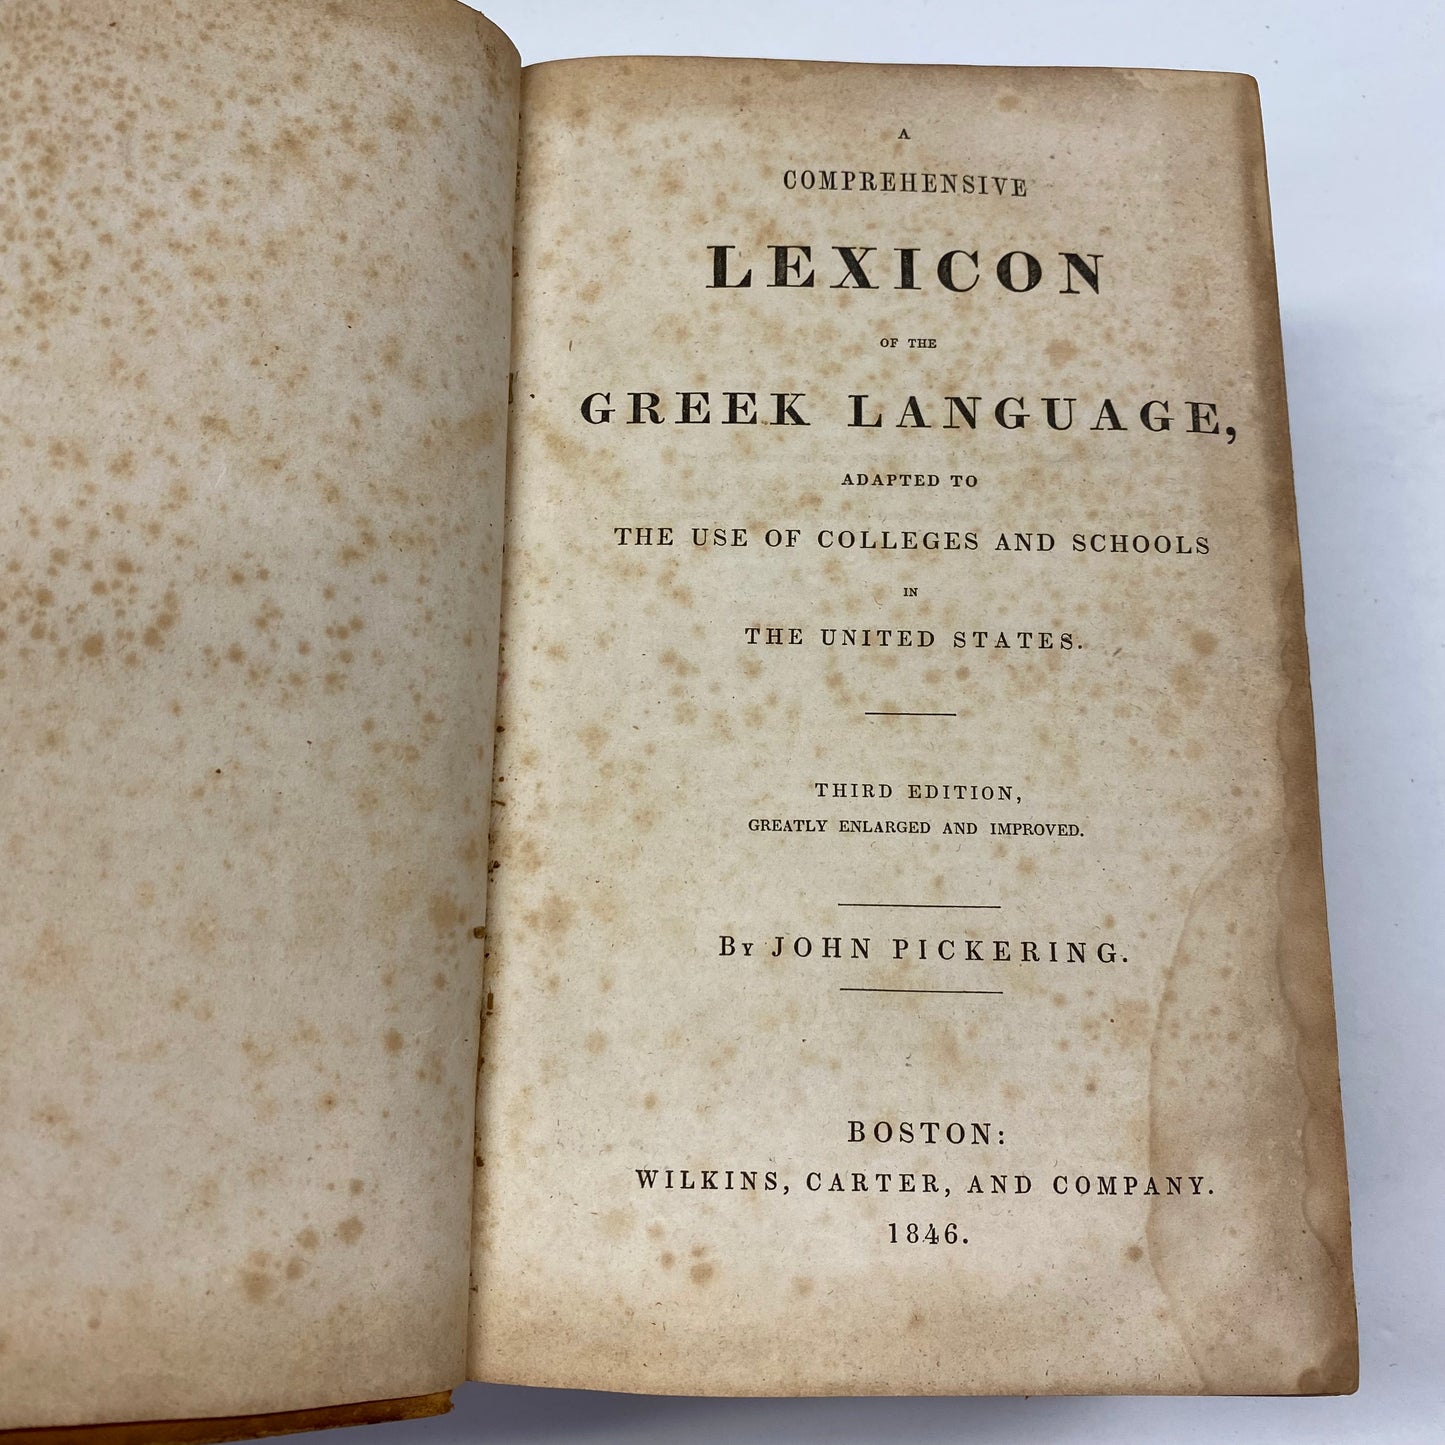 A
COMPREHENSIVE
LEXICON
OF THE
GREEK LANGUAGE,
ADAPTED TO
THE USE OF COLLEGES AND SCHOOLS
IN
THE UNITED STATES.
THIRD EDITION,
GREATLY ENLARGED AND IMPROVED.
BY JOHN PICKERING.
BOSTON:
WILKINS, CARTER, AND COMPANY.
1846.